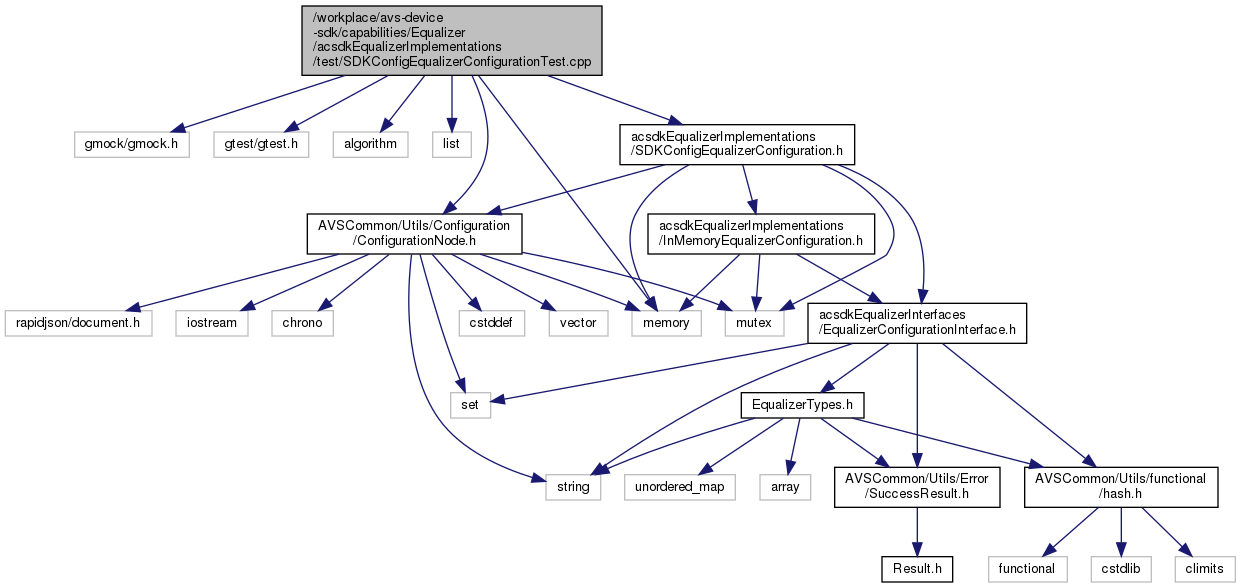 /workplace/avs-device
-sdk/capabilities/Equalizer
/acsdkEqualizerImplementations
/test/SDKConfigEqualizerConfigurationTest.cpp
gmock/gmock.h
gtest/gtest.h
algorithm
list
acsdkEqualizerImplementations
/SDKConfigEqualizerConfiguration.h
AVSCommon/Utils/Configuration
/ConfigurationNode.h
acsdkEqualizerImplementations
/InMemoryEqualizerConfiguration.h
rapidjson/document.h
iostream
chrono
cstddef
vector
memory
mutex
acsdkEqualizerInterfaces
/EqualizerConfigurationInterface.h
set
EqualizerTypes.h
string
unordered_map
array
AVSCommon/Utils/Error
/SuccessResult.h
AVSCommon/Utils/functional
/hash.h
Result.h
functional
cstdlib
climits